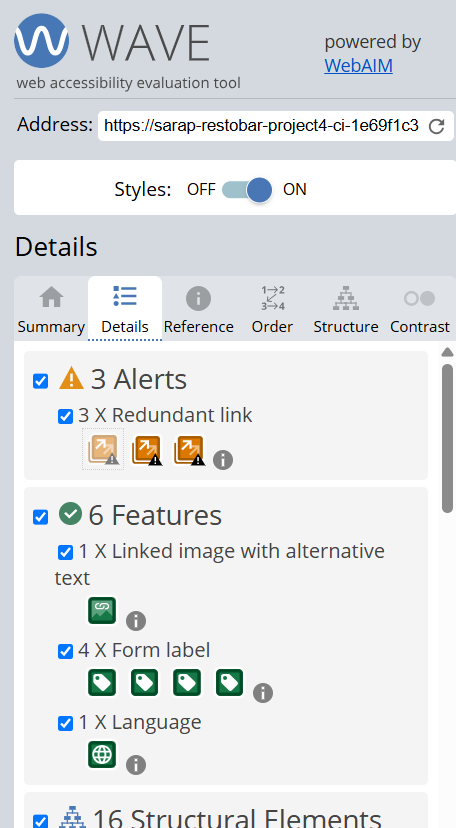 WAVE
web accessibility evaluation tool
powered by
WebAIM
Address: https://sarap-restobar-project4-ci-1e69f1c3
Styles: OFF ON
Details
Summary Details Reference Order Structure Contrast
3 Alerts
3 X Redundant link
6 Features
1 X Linked image with alternative
text
4 X Form label
1 X Language
16 Structural Elements